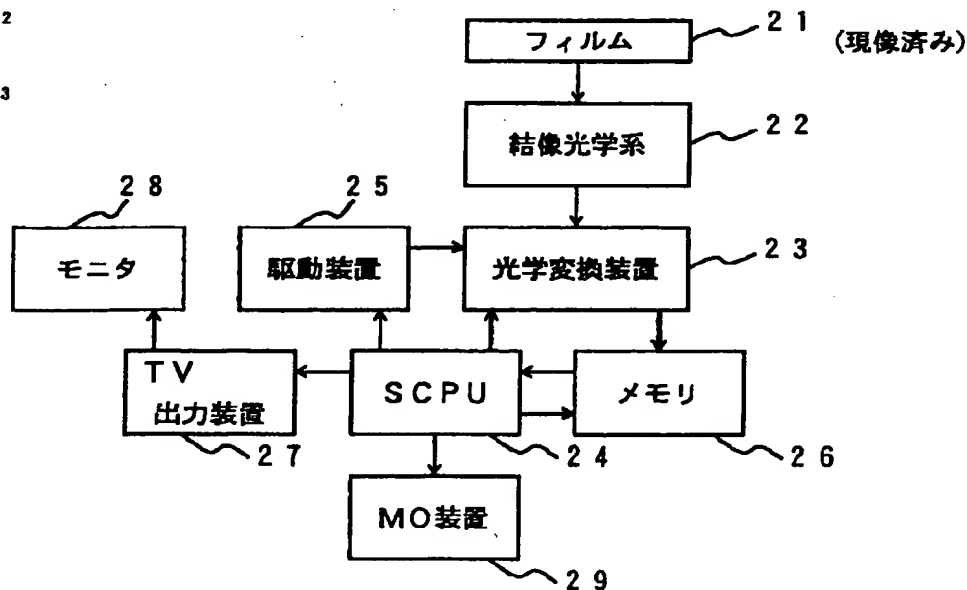 2
フィルム
21
(現像済み)
3
結像光学系
22
28
25
モニタ
駆動装置
光学変換装置
23
TV
出力装置
SCPU
メモリ
27
24
26
MO装置
29